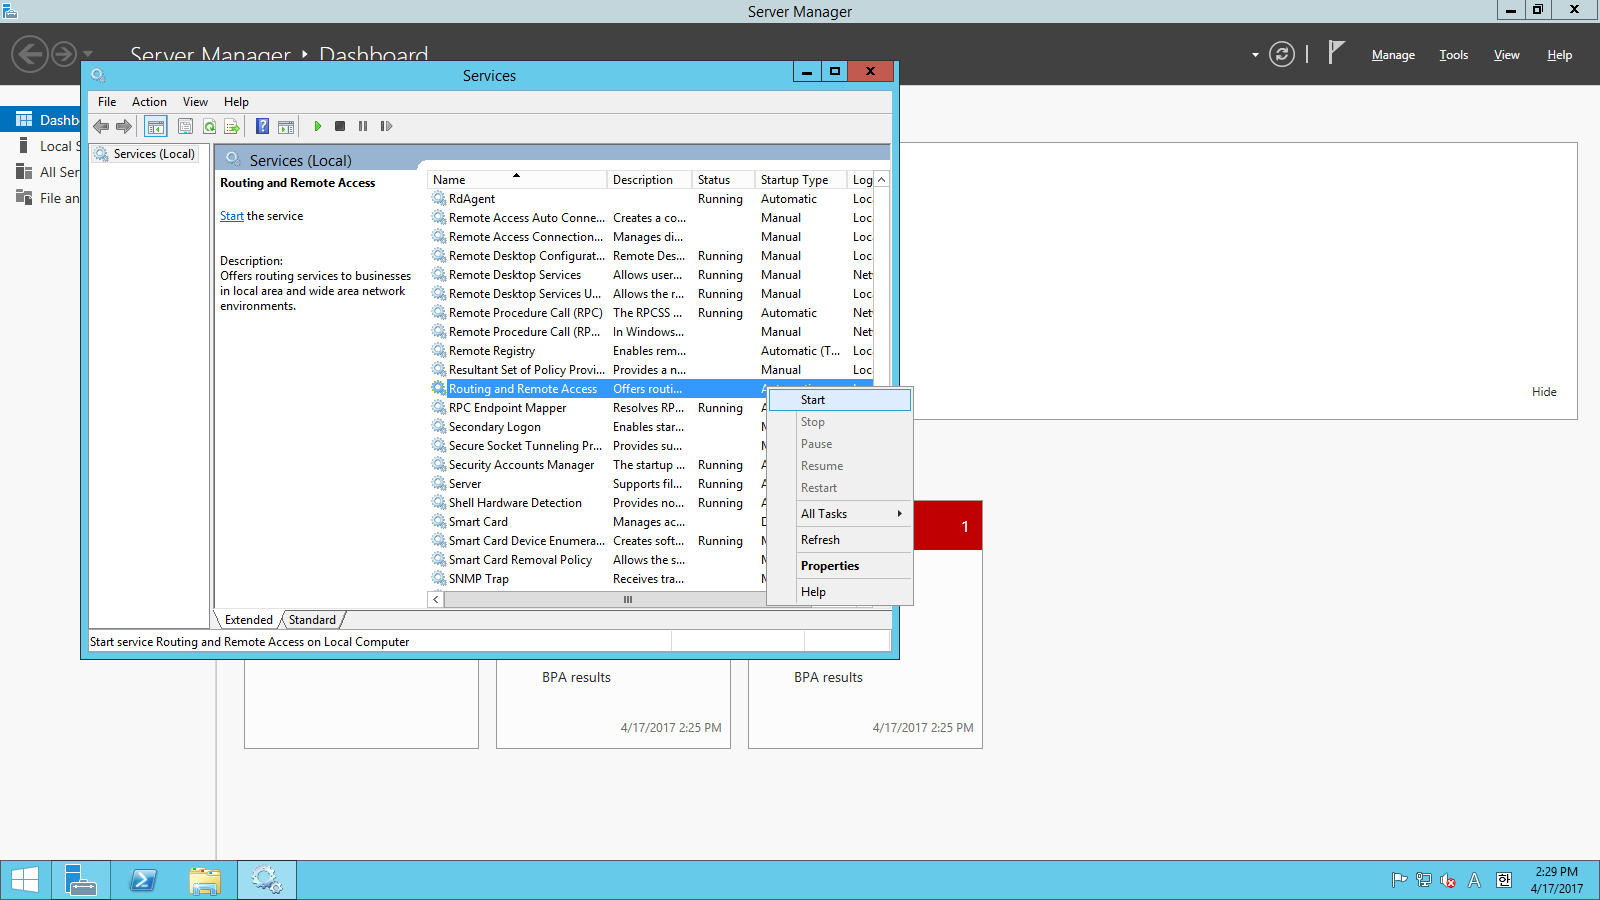 Server Manager
Server Manager Dashboard
Manage Tools View Help
Services
File Action View Help
Dashb
Local S
All Ser
File an
Services (Local)
Services (Local)
Routing and Remote Access
Start the service
Description:
Offers routing services to businesses
in local area and wide area network
environments.
Name Description Status Startup Type Log
RdAgent Running Automatic Loc
Remote Access Auto Conne... Creates a co... Manual Loc
Remote Access Connection... Manages di... Manual Loc
Remote Desktop Configurat... Remote Des... Running Manual Loc
Remote Desktop Services Allows user... Running Manual Net
Remote Desktop Services U... Allows the r... Running Manual Loc
Remote Procedure Call (RPC) The RPCSS ... Running Automatic Net
Remote Procedure Call (RP... In Windows... Manual Net
Remote Registry Enables rem... Automatic (T... Loc
Resultant Set of Policy Provi... Provides a n... Manual Loc
Routing and Remote Access Offers routi...
RPC Endpoint Mapper Resolves RP... Running
Secondary Logon Enables star...
Secure Socket Tunneling Pr... Provides su...
Security Accounts Manager The startup ... Running
Server Supports fil... Running
Shell Hardware Detection Provides no... Running
Smart Card Manages ac...
Smart Card Device Enumera... Creates soft... Running
Smart Card Removal Policy Allows the s...
SNMP Trap Receives tra...
Start
Stop
Pause
Resume
Restart
All Tasks
Refresh
Properties
Help
Hide
1
Extended Standard
Start service Routing and Remote Access on Local Computer
BPA results
4/17/2017 2:25 PM
BPA results
4/17/2017 2:25 PM
A 한
2:29 PM
4/17/2017